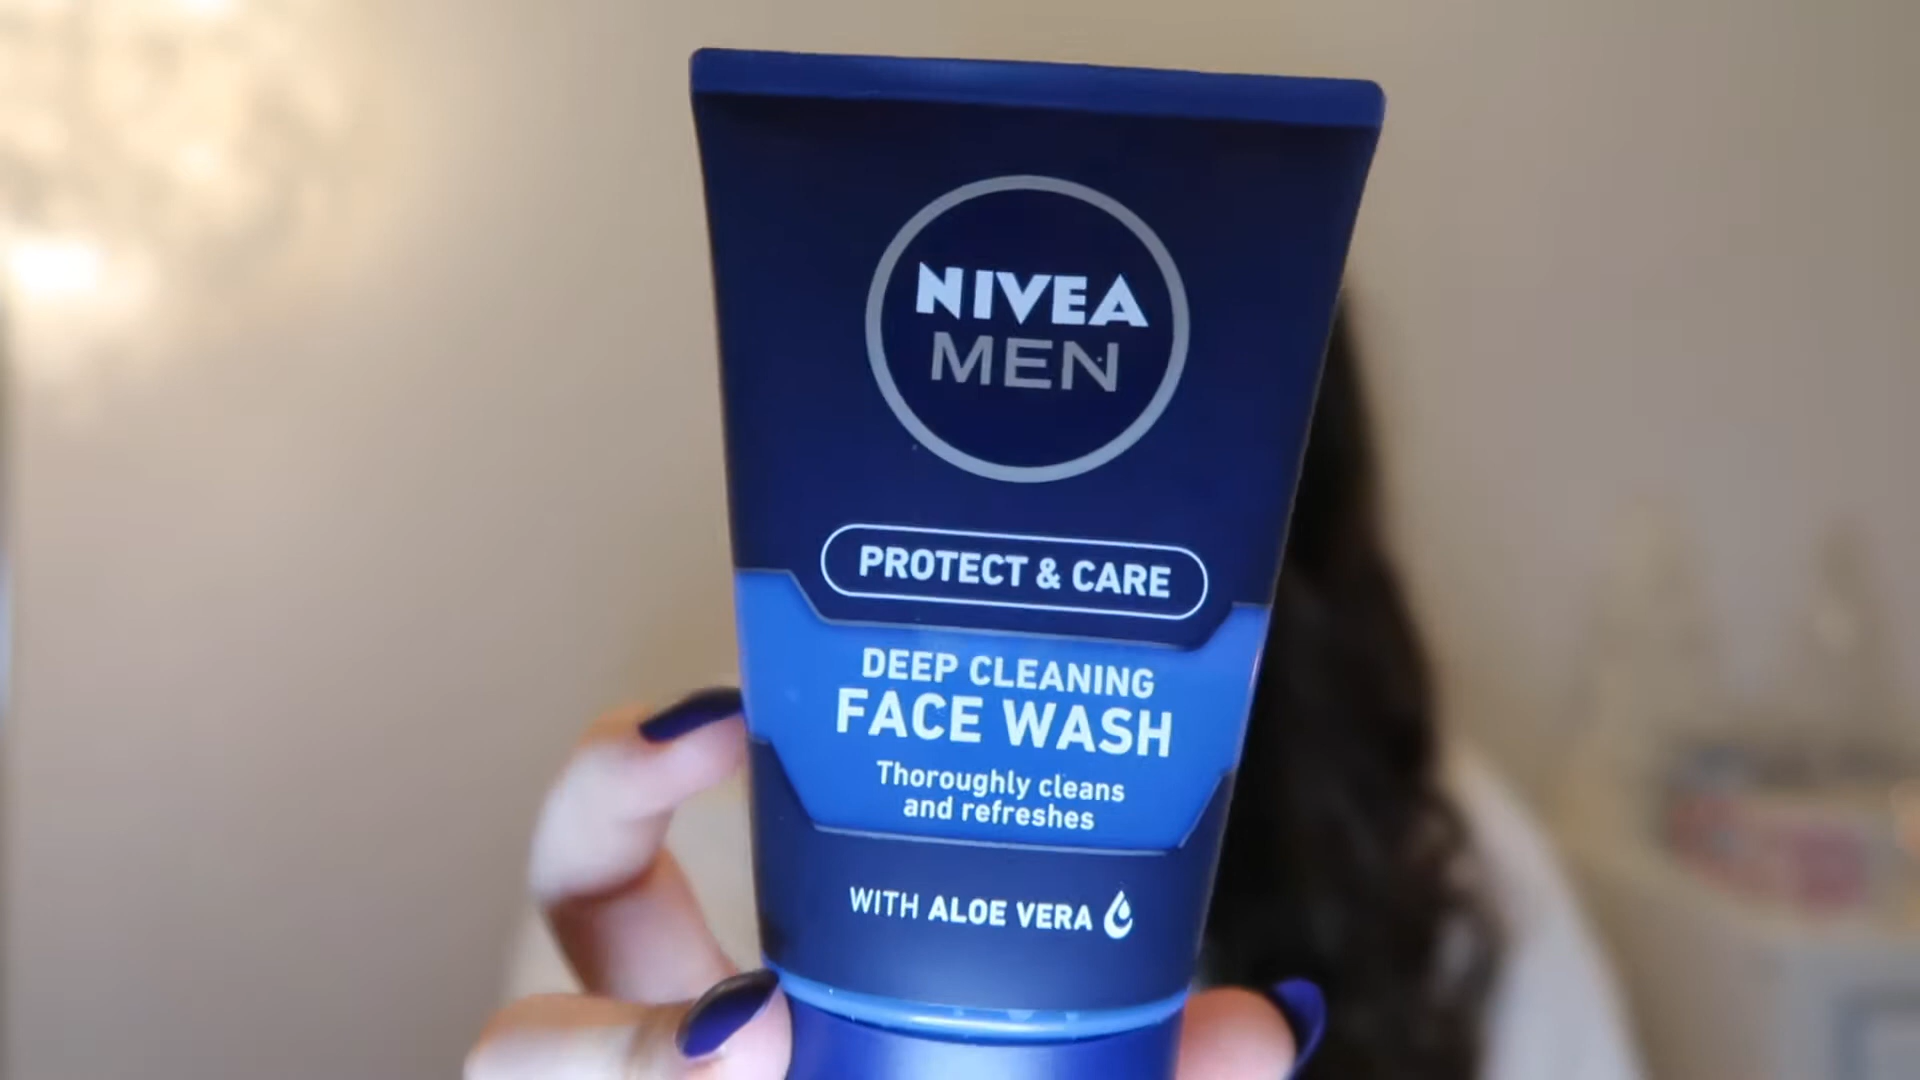 NIVEA
MEN
PROTECT & CARE
DEEP CLEANING
FACE WASH
Thoroughly cleans
and refreshes
WITH ALOE VERA